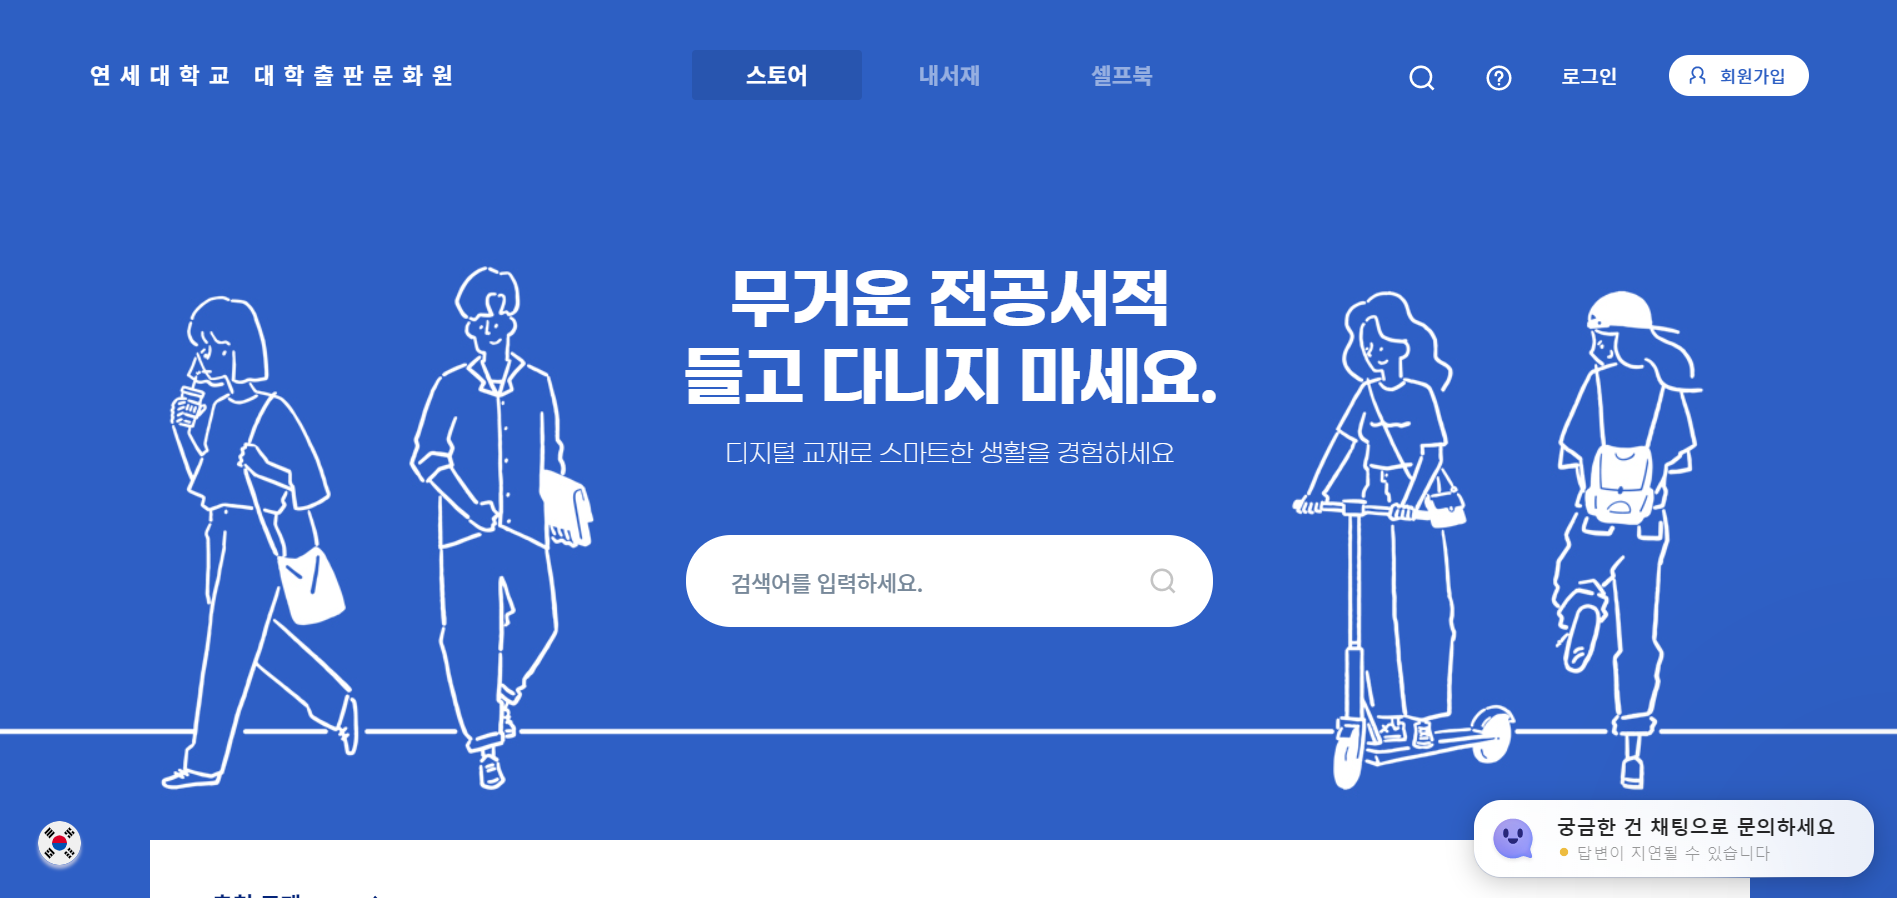 연세대학교 대학출판문화원
스토어
내서재
셀프북
로그인
회원가입
무거운 전공서적
들고 다니지 마세요.
디지털 교재로 스마트한 생활을 경험하세요
검색어를 입력하세요.
궁금한 건 채팅으로 문의하세요
답변이 지연될 수 있습니다